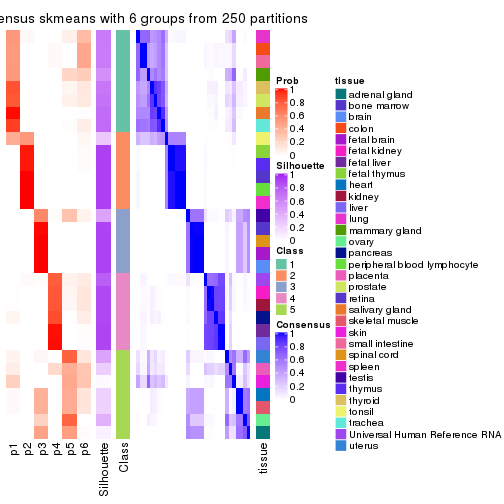 ensus skmeans with 6 groups from 250 partitions
Prob
1
0.8
0.6
0.4
0.2
0
Silhouette
1
0.8
0.6
0.4
0.2
0
Class
1
2
3
4
5
Consensus
1
0.8
0.6
0.4
0.2
0
tissue
adrenal gland
bone marrow
brain
colon
fetal brain
fetal kidney
fetal liver
fetal thymus
heart
kidney
liver
lung
mammary gland
ovary
pancreas
peripheral blood lymphocyte
placenta
prostate
retina
salivary gland
skeletal muscle
skin
small intestine
spinal cord
spleen
testis
thymus
thyroid
tonsil
trachea
Universal Human Reference RNA
uterus
p1
p2
p3
p4
p5
p6
Silhouette
Class
tissue